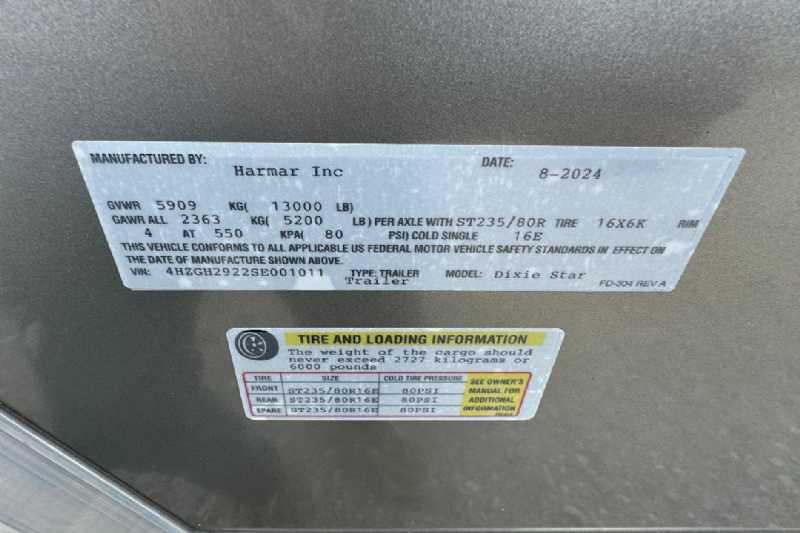 MANUFACTURED BY: Harmar Inc DATE: 8-2024
GVWR 5909 KG( 13000 LB)
GAWR ALL 2363 KG( 5200 LB) PER AXLE WITH ST235/80R TIRE 16X6K RIM
4 AT 550 KPA( 80 PSI) COLD SINGLE 16E
THIS VEHICLE CONFORMS TO ALL APPLICABLE US FEDERAL MOTOR VEHICLE SAFETY STANDARDS IN EFFECT ON
THE DATE OF MANUFACTURE SHOWN ABOVE.
VIN: 4HZGH2922SE001011 TYPE: TRAILER MODEL: Dixie Star
Trailer FD-304 REV A
TIRE AND LOADING INFORMATION
The weight of the cargo should
never exceed 2727 kilograms or
6000 pounds
TIRE SIZE COLD TIRE PRESSURE
FRONT ST235/80R16E 80PSI
REAR ST235/80R16E 80PSI
SPARE ST235/80R16E 80PSI
SEE OWNER'S
MANUAL FOR
ADDITIONAL
INFORMATION